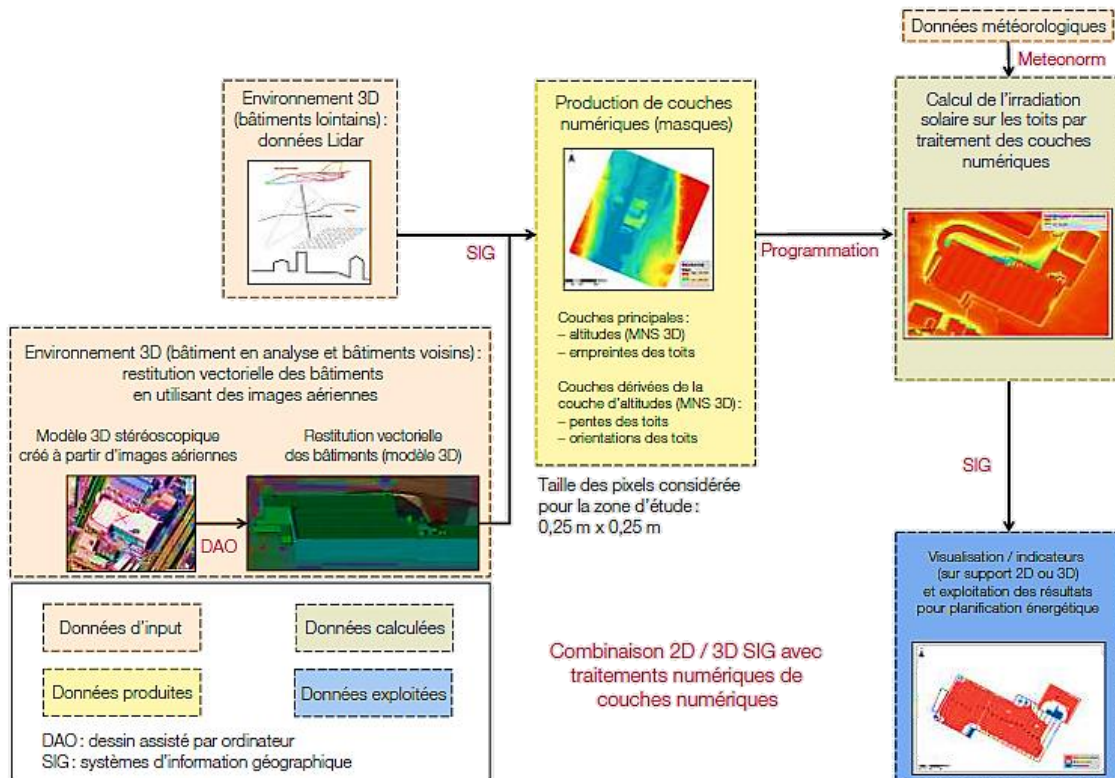 Données météorologiques
Meteonorm
Environnement 3D
(bâtiments lointains) :
données Lidar
SIG
Production de couches
numériques (masques)
Couches principales :
– altitudes (MNS 3D)
– empreintes des toits
Couches dérivées de la
couche d'altitudes (MNS 3D) :
– pentes des toits
– orientations des toits
Taille des pixels considérée
pour la zone d'étude :
0,25 m x 0,25 m
Programmation
Calcul de l'irradiation
solaire sur les toits par
traitement des couches
numériques
SIG
Environnement 3D (bâtiment en analyse et bâtiments voisins) :
restitution vectorielle des bâtiments
en utilisant des images aériennes
Modèle 3D stéréoscopique
créé à partir d'images aériennes
DAO
Restitution vectorielle
des bâtiments (modèle 3D)
Visualisation / indicateurs
(sur support 2D ou 3D)
et exploitation des résultats
pour planification énergétique
Données d'input
Données calculées
Données produites
Données exploitées
DAO : dessin assisté par ordinateur
SIG : systèmes d'information géographique
Combinaison 2D / 3D SIG avec
traitements numériques de
couches numériques